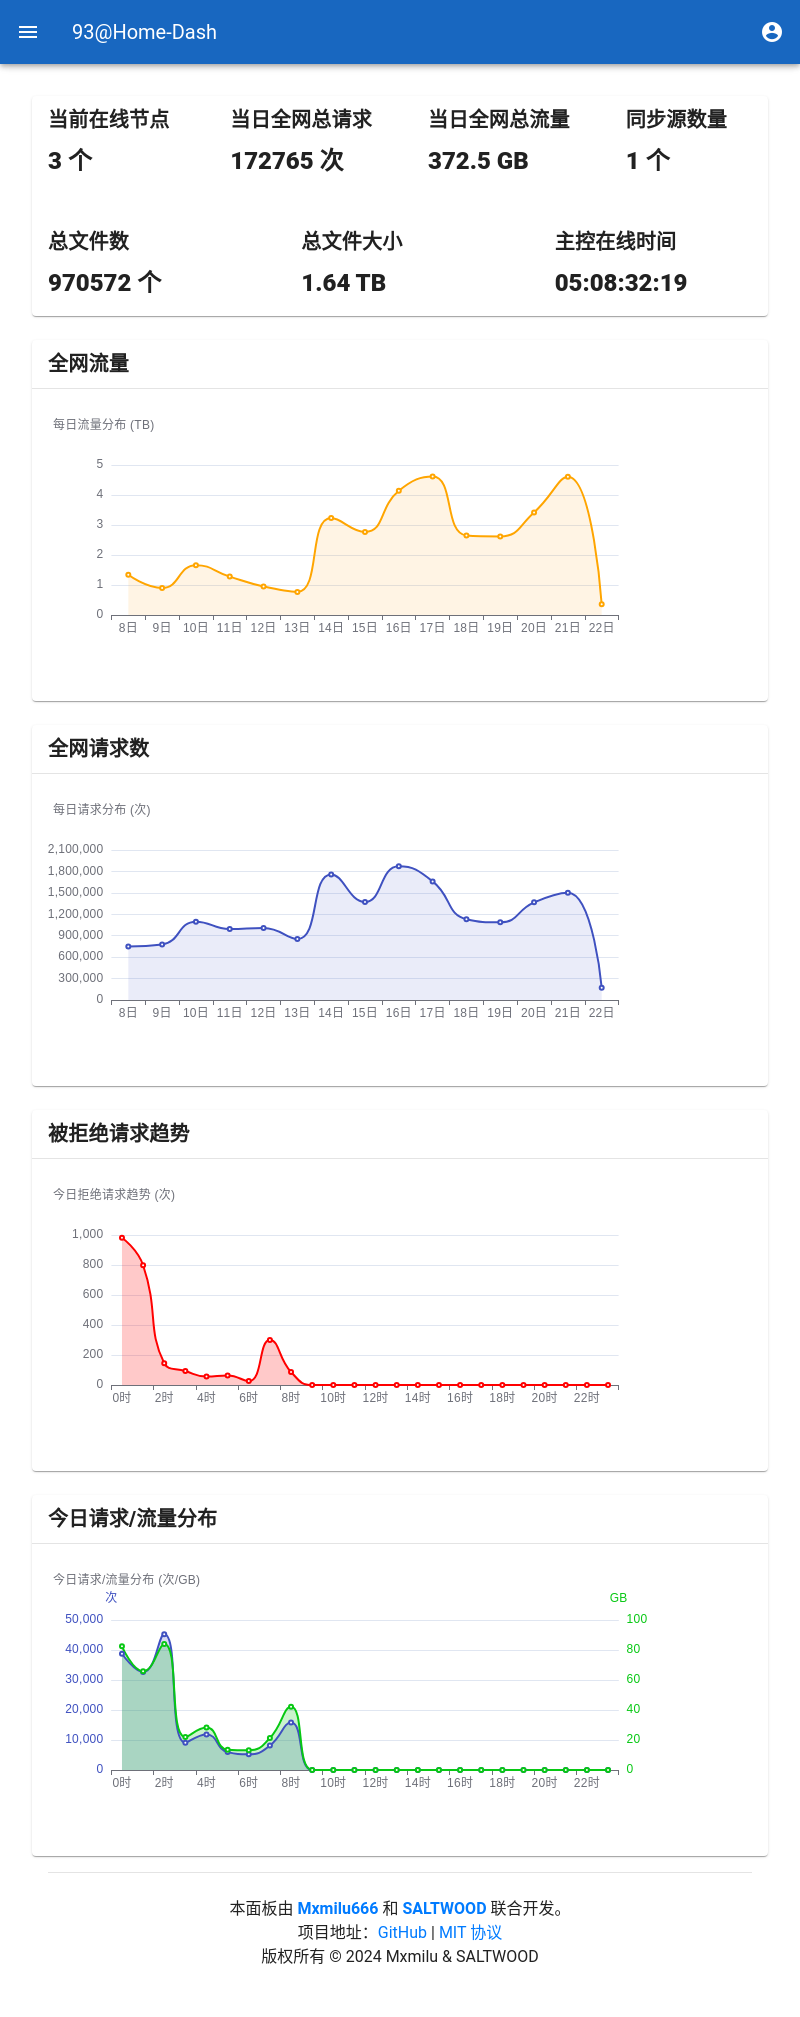 93@Home-Dash
当前在线节点 当日全网总请求 当日全网总流量 同步源数量
3 个 172765 次 372.5 GB 1 个
总文件数 总文件大小 主控在线时间
970572 个 1.64 TB 05:08:32:19
全网流量
每日流量分布 (TB)
5
4
3
2
1
0
8日 9日 10日 11日 12日 13日 14日 15日 16日 17日 18日 19日 20日 21日 22日
全网请求数
每日请求分布 (次)
2,100,000
1,800,000
1,500,000
1,200,000
900,000
600,000
300,000
0
8日 9日 10日 11日 12日 13日 14日 15日 16日 17日 18日 19日 20日 21日 22日
被拒绝请求趋势
今日拒绝请求趋势 (次)
1,000
800
600
400
200
0
0时 2时 4时 6时 8时 10时 12时 14时 16时 18时 20时 22时
今日请求/流量分布
今日请求/流量分布 (次/GB)
次 GB
50,000 100
40,000 80
30,000 60
20,000 40
10,000 20
0 0
0时 2时 4时 6时 8时 10时 12时 14时 16时 18时 20时 22时
本面板由 Mxmilu666 和 SALTWOOD 联合开发。
项目地址：GitHub | MIT 协议
版权所有 © 2024 Mxmilu & SALTWOOD